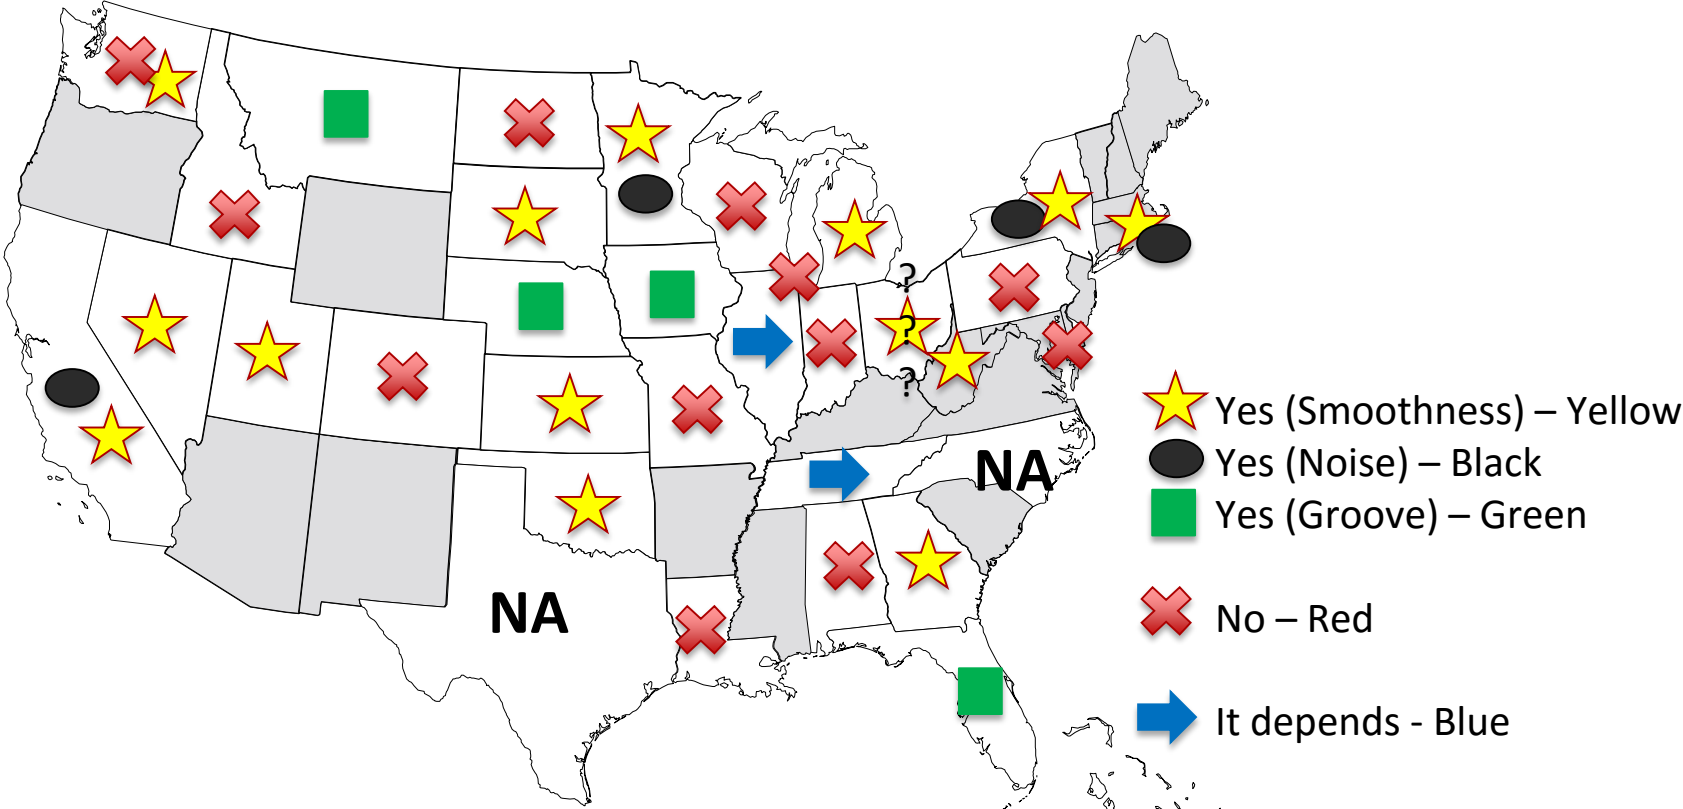 ?
?
?
Yes (Smoothness) – Yellow
Yes (Noise) – Black
NA
Yes (Groove) – Green
NA
No – Red
It depends - Blue